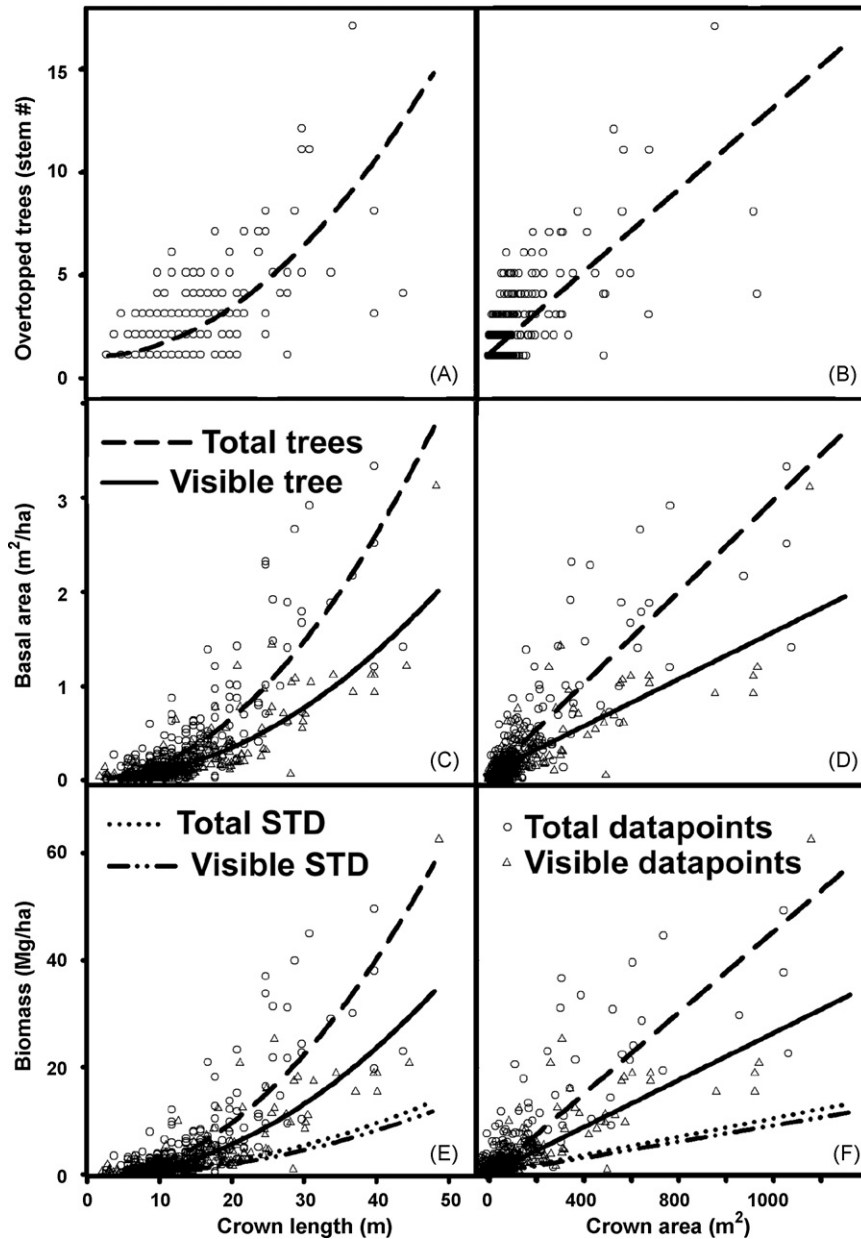 Overtopped trees (stem #)
15
10
5
0
(A)
(B)
Basal area (m²/ha)
3
2
1
0
Total trees
Visible tree
(C)
(D)
Biomass (Mg/ha)
60
40
20
0
Total STD
Visible STD
(E)
Total datapoints
Visible datapoints
(F)
0 10 20 30 40 50
Crown length (m)
0 400 800 1000
Crown area (m²)